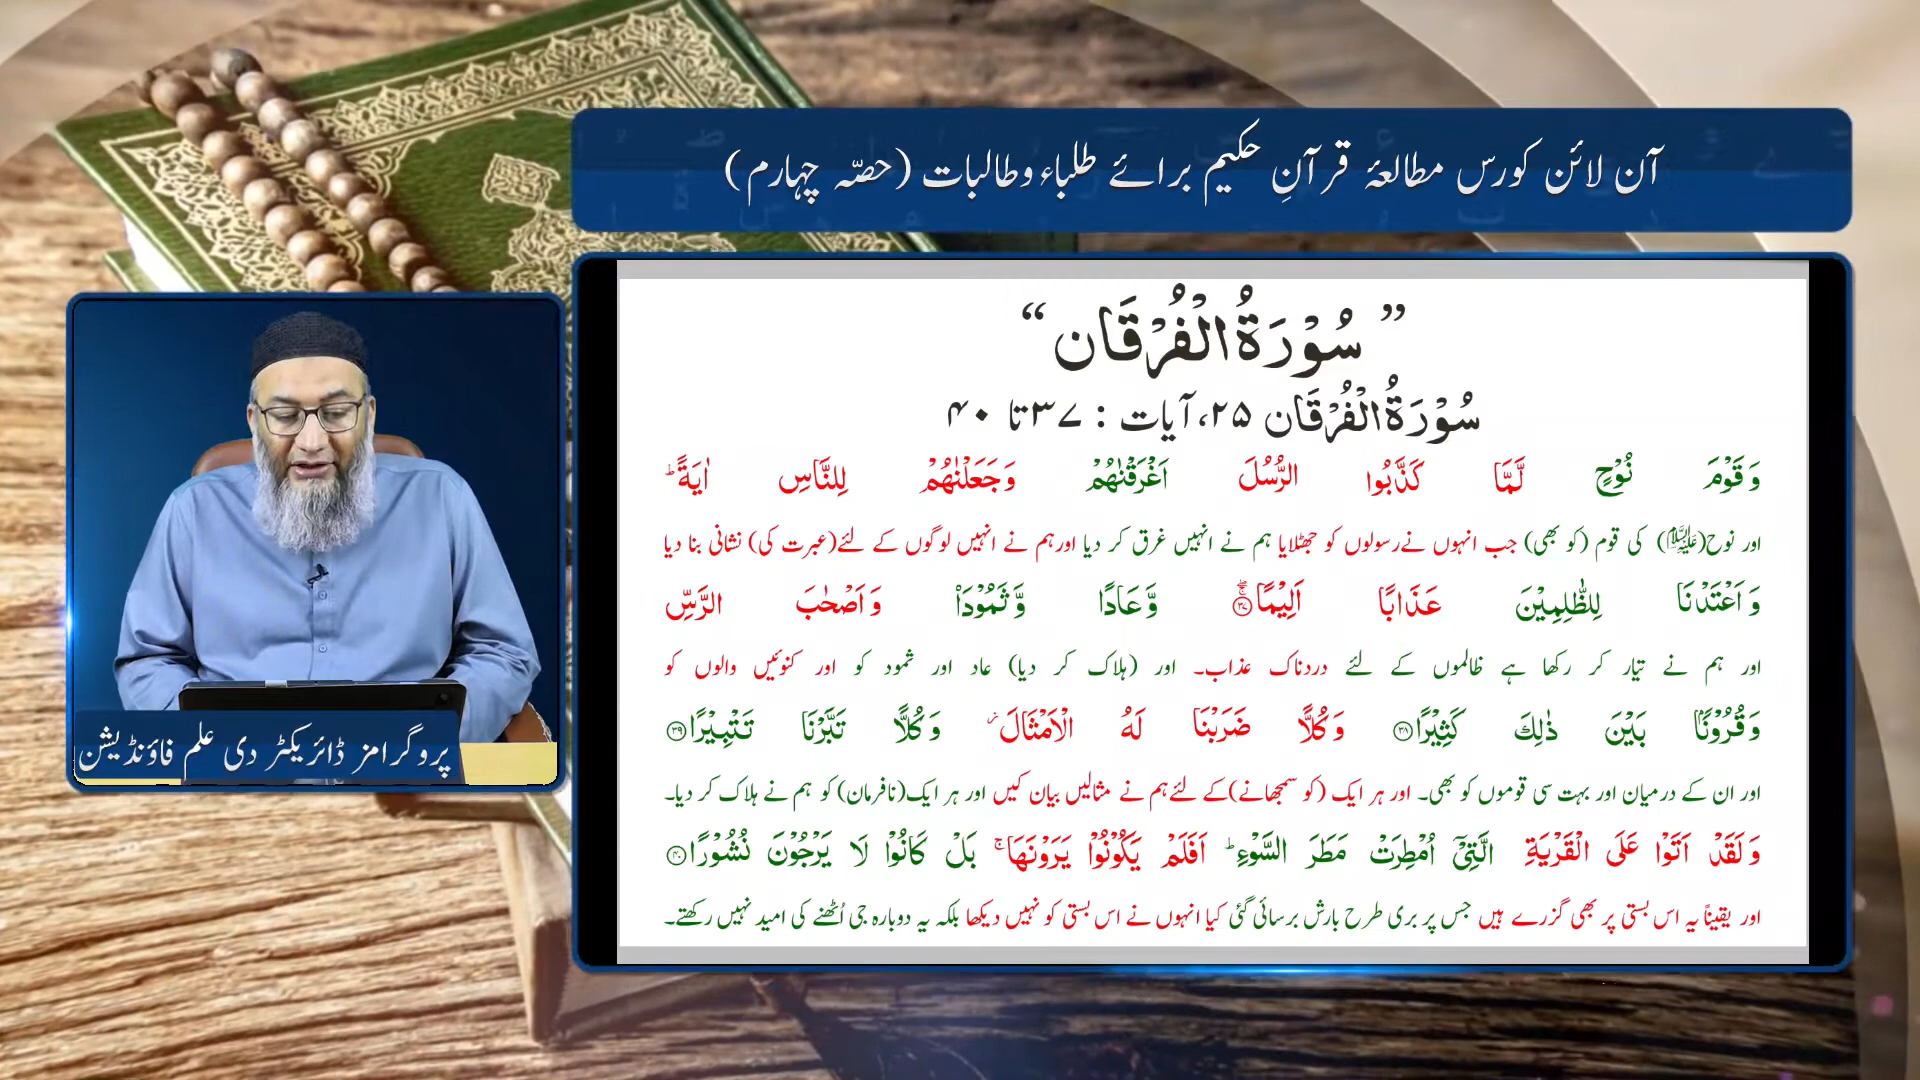 آن لائن کورس مطالعۂ قرآنِ حکیم برائے طلباء وطالبات (حصّہ چہارم)
” سُوْرَةُ الْفُرْقَان “
سُوْرَةُ الْفُرْقَان ۲۵، آیات : ۳۷ تا ۴۰
وَ قَوْمَ نُوْحٍ لَّمَّا كَذَّبُوا الرُّسُلَ اَغْرَقْنٰهُمْ وَ جَعَلْنٰهُمْ لِلنَّاسِ اٰيَةً ؕ
اور نوح(علیہ السلام) کی قوم (کو بھی) جب انہوں نے رسولوں کو جھٹلایا ہم نے انہیں غرق کر دیا اور ہم نے انہیں لوگوں کے لئے (عبرت کی) نشانی بنا دیا
وَ اَعْتَدْنَا لِلظّٰلِمِيْنَ عَذَابًا اَلِيْمًا ۚۖ۳۷ وَّ عَادًا وَّ ثَمُوْدَا۠ وَ اَصْحٰبَ الرَّسِّ
اور ہم نے تیار کر رکھا ہے ظالموں کے لئے دردناک عذاب۔ اور (ہلاک کر دیا) عاد اور ثمود کو اور کنوئیں والوں کو
وَ قُرُوْنًۢا بَيْنَ ذٰلِكَ كَثِيْرًا ۳۸ وَ كُلًّا ضَرَبْنَا لَهُ الْاَمْثَالَ ؗ وَ كُلًّا تَبَّرْنَا تَتْبِيْرًا ۳۹
اور ان کے درمیان اور بہت سی قوموں کو بھی۔ اور ہر ایک (کو سمجھانے) کے لئے ہم نے مثالیں بیان کیں اور ہر ایک (نافرمان) کو ہم نے ہلاک کر دیا۔
وَ لَقَدْ اَتَوْا عَلَى الْقَرْيَةِ الَّتِيْۤ اُمْطِرَتْ مَطَرَ السَّوْءِ ؕ اَفَلَمْ يَكُوْنُوْا يَرَوْنَهَا ۚ بَلْ كَانُوْا لَا يَرْجُوْنَ نُشُوْرًا ۴۰
اور یقیناً یہ اس بستی پر بھی گزرے ہیں جس پر بری طرح بارش برسائی گئی کیا انہوں نے اس بستی کو نہیں دیکھا بلکہ یہ دوبارہ جی اُٹھنے کی امید نہیں رکھتے۔
پروگرامز ڈائریکٹر دی علم فاؤنڈیشن